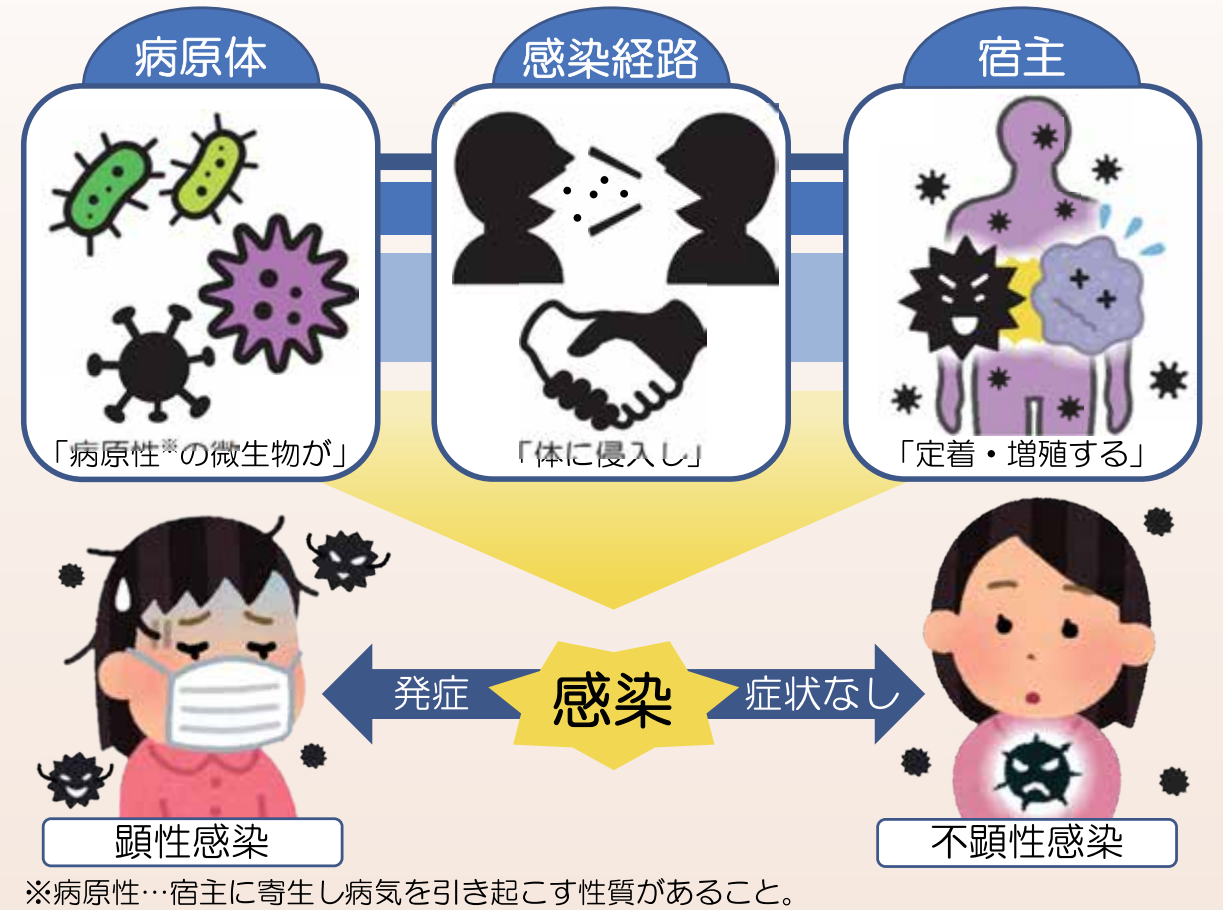 病原体
感染経路
宿主
「病原性※の微生物が」
「体に侵入し」
「定着・増殖する」
発症
感染
症状なし
顕性感染
不顕性感染
※病原性…宿主に寄生し病気を引き起こす性質があること。